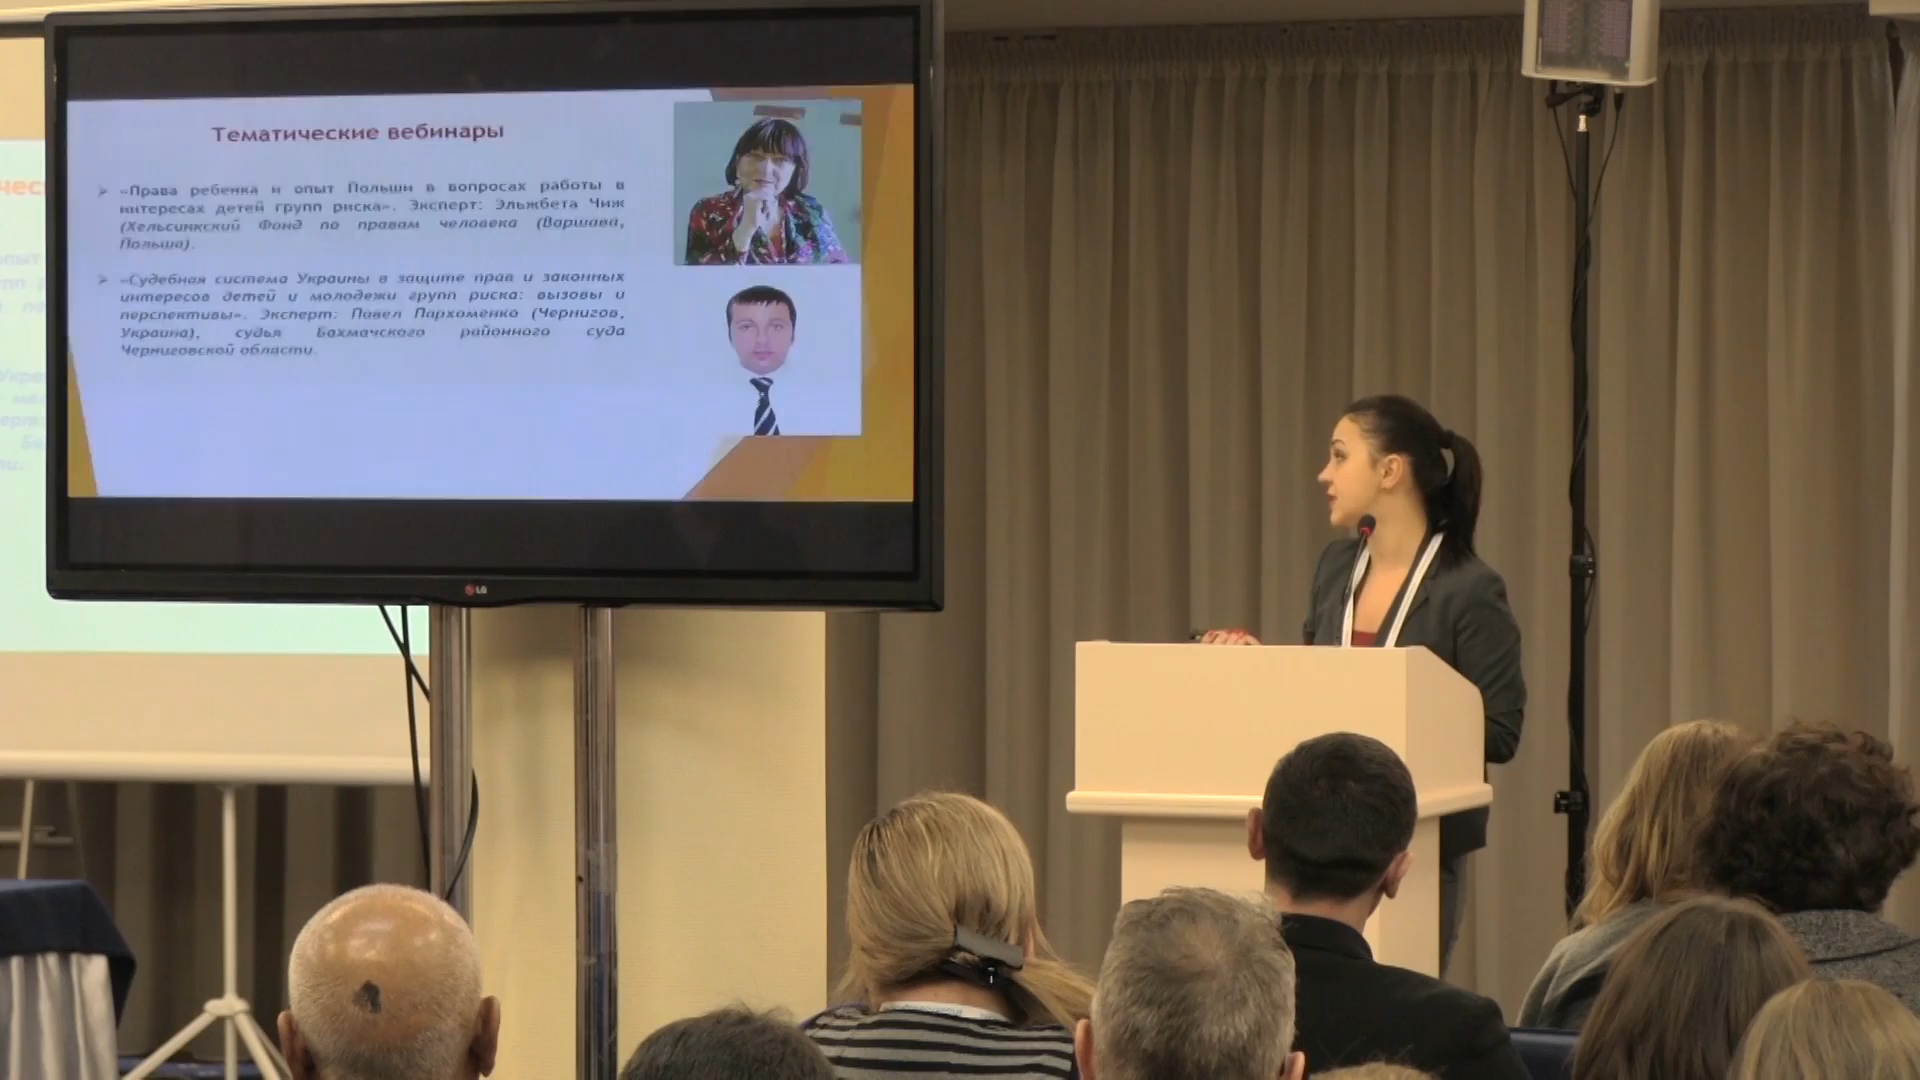 Тематические вебинары
➢ «Права ребенка и опыт Польши в вопросах работы в
интересах детей групп риска». Эксперт: Эльжбета Чиж
(Хельсинкский Фонд по правам человека (Варшава,
Польша).
➢ «Судебная система Украины в защите прав и законных
интересов детей и молодежи групп риска: вызовы и
перспективы». Эксперт: Павел Пархоменко (Чернигов,
Украина), судья Бахмачского районного суда
Черниговской области.
LG